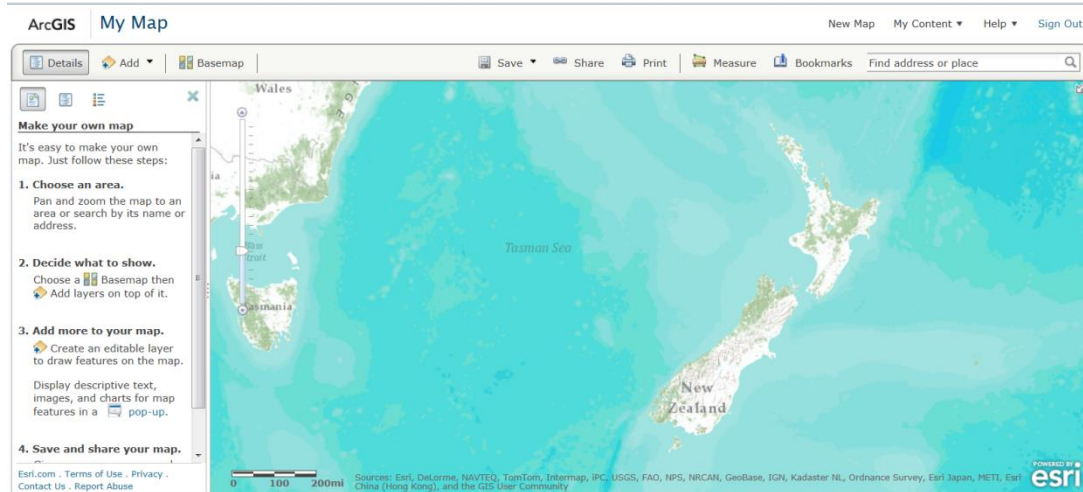 ArcGIS My Map New Map My Content ▼ Help ▼ Sign Out
Details Add ▼ Basemap Save ▼ Share Print Measure Bookmarks Find address or place
Make your own map
It's easy to make your own
map. Just follow these steps:
1. Choose an area.
Pan and zoom the map to an
area or search by its name or
address.
2. Decide what to show.
Choose a Basemap then
Add layers on top of it.
3. Add more to your map.
Create an editable layer
to draw features on the map.
Display descriptive text,
images, and charts for map
features in a pop-up.
4. Save and share your map.
Esri.com . Terms of Use . Privacy .
Contact Us . Report Abuse
Wales
Tasman Sea
Tasmania
New
Zealand
0 100 200mi
Sources: Esri, DeLorme, NAVTEQ, TomTom, Intermap, iPC, USGS, FAO, NPS, NRCAN, GeoBase, IGN, Kadaster NL, Ordnance Survey, Esri Japan, METI, Esri
China (Hong Kong), and the GIS User Community
POWERED BY
esri